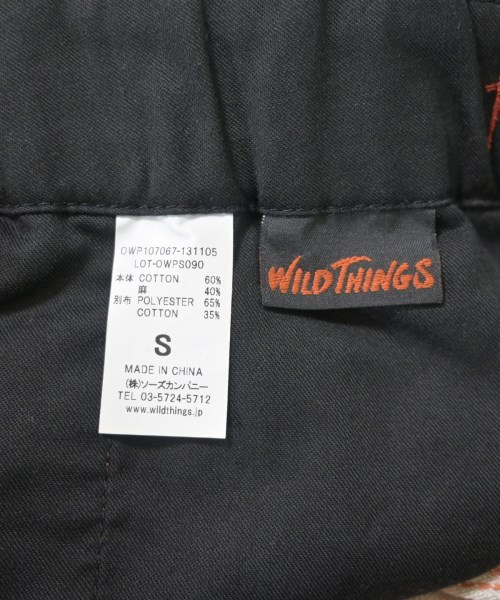 OWP107067-131105
LOT-OWPS090
本体 COTTON 60%
麻 40%
別布 POLYESTER 65%
COTTON 35%
S
MADE IN CHINA
(株)ソーズカンパニー
TEL 03-5724-5712
www.wildthings.jp
WILDTHINGS